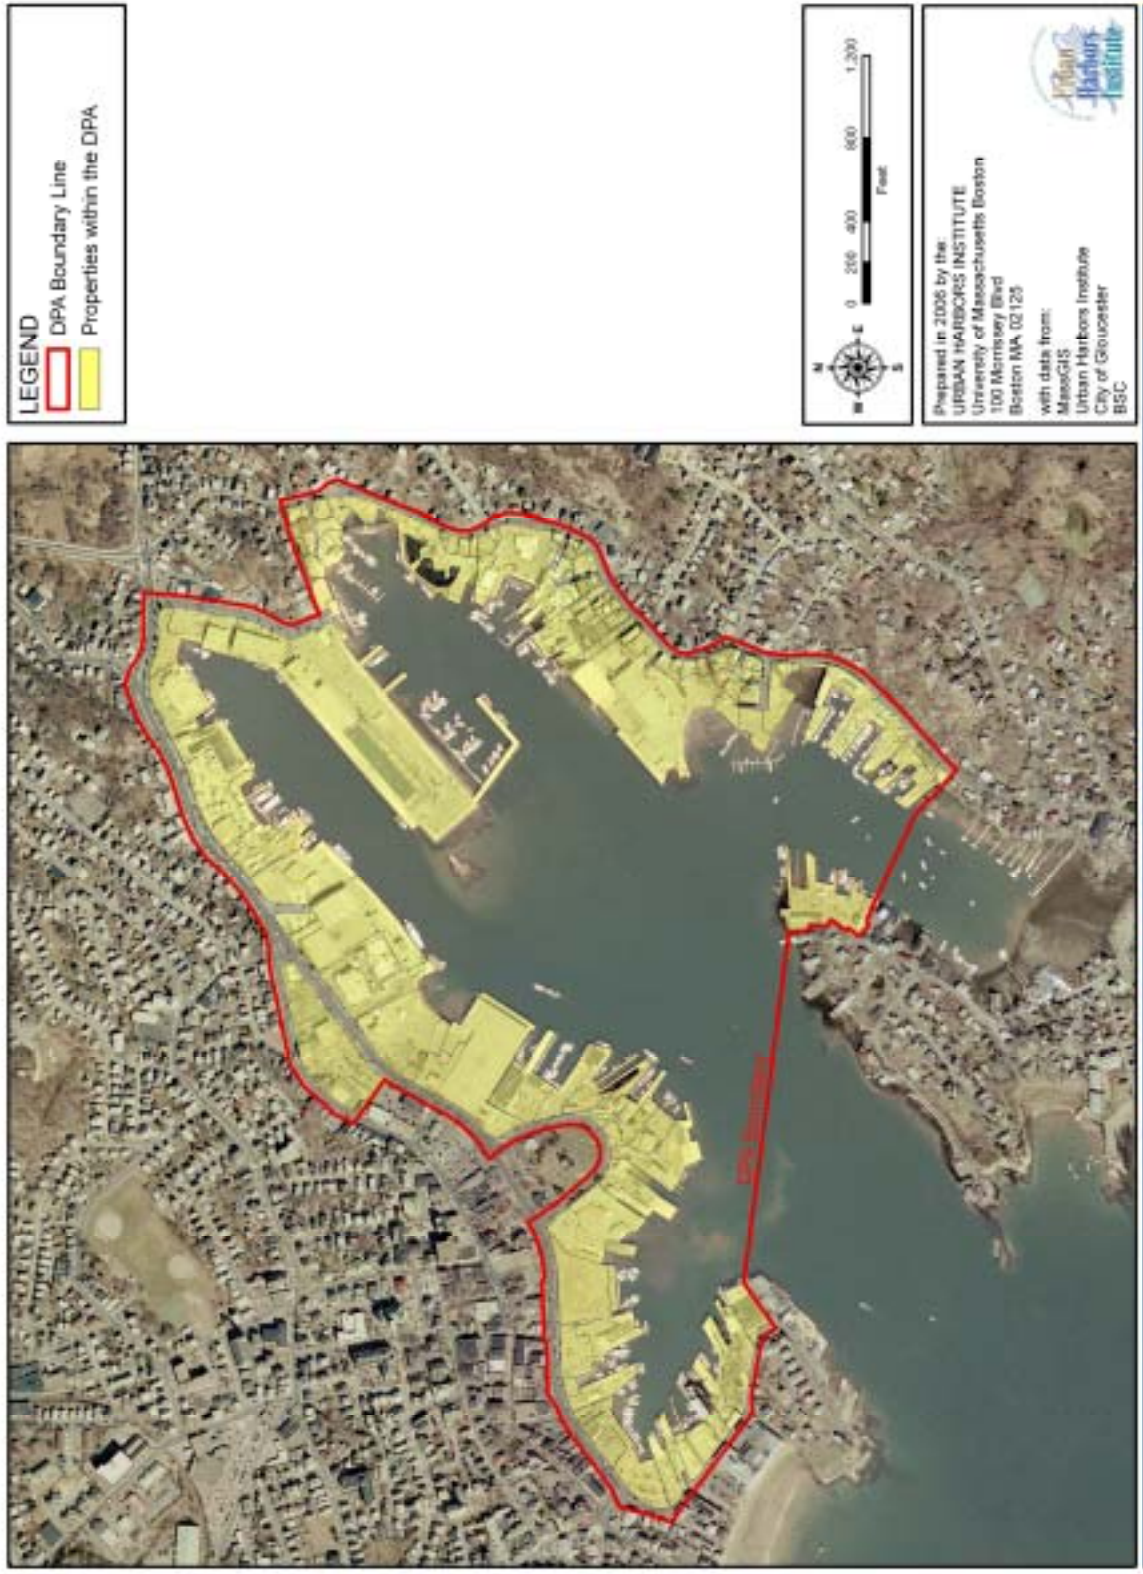 LEGEND
DPA Boundary Line
Properties within the DPA
N
W
E
S
0 200 400 800 1,200
Feet
Prepared in 2006 by the:
URBAN HARBORS INSTITUTE
University of Massachusetts Boston
100 Morrissey Blvd
Boston MA 02125
with data from:
MassGIS
Urban Harbors Institute
City of Gloucester
BSC
Urban
Harbors
Institute
DPA Boundary